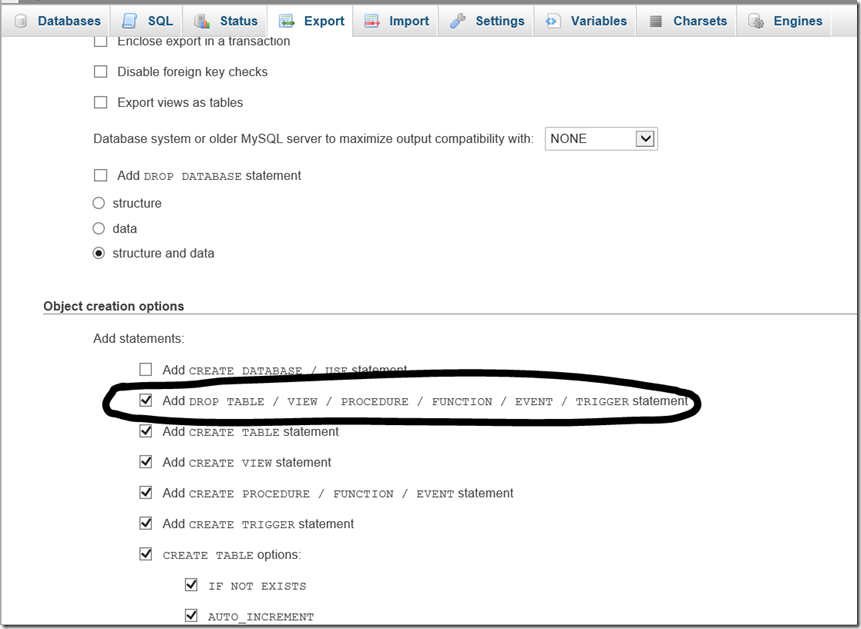 Databases SQL Status Export Import Settings Variables Charsets Engines
Enclose export in a transaction
Disable foreign key checks
Export views as tables
Database system or older MySQL server to maximize output compatibility with: NONE
Add DROP DATABASE statement
structure
data
structure and data
Object creation options
Add statements:
Add CREATE DATABASE / USE statement
Add DROP TABLE / VIEW / PROCEDURE / FUNCTION / EVENT / TRIGGER statement
Add CREATE TABLE statement
Add CREATE VIEW statement
Add CREATE PROCEDURE / FUNCTION / EVENT statement
Add CREATE TRIGGER statement
CREATE TABLE options:
IF NOT EXISTS
AUTO_INCREMENT